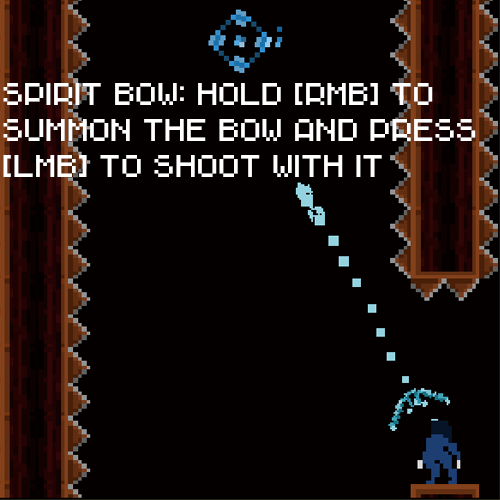 SPIRIT BOW: HOLD [RMB] TO
SUMMON THE BOW AND PRESS
[LMB] TO SHOOT WITH IT